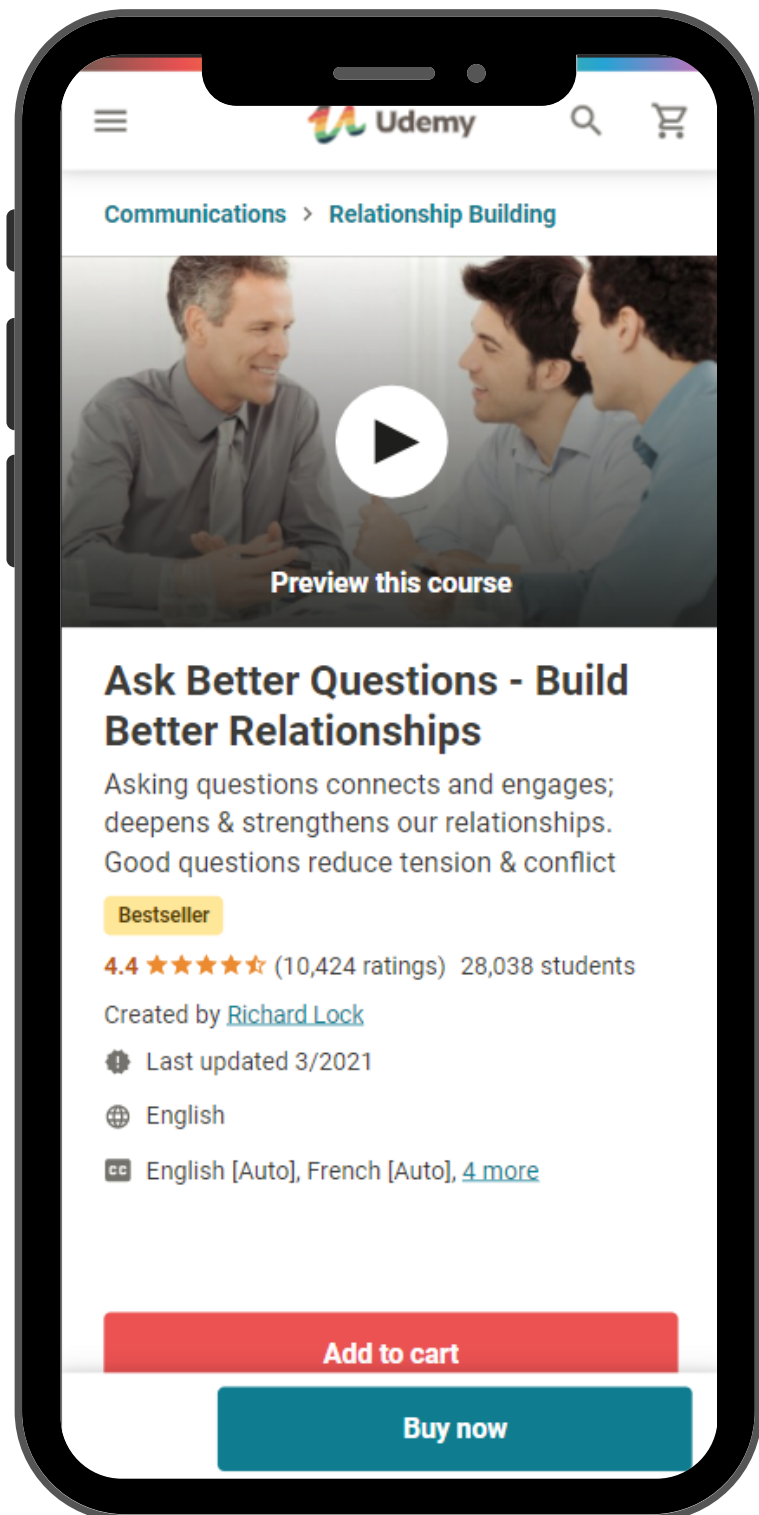 Udemy
Communications > Relationship Building
Preview this course
Ask Better Questions - Build
Better Relationships
Asking questions connects and engages;
deepens & strengthens our relationships.
Good questions reduce tension & conflict
Bestseller
4.4 (10,424 ratings) 28,038 students
Created by Richard Lock
Last updated 3/2021
English
CC English [Auto], French [Auto], 4 more
Add to cart
Buy now